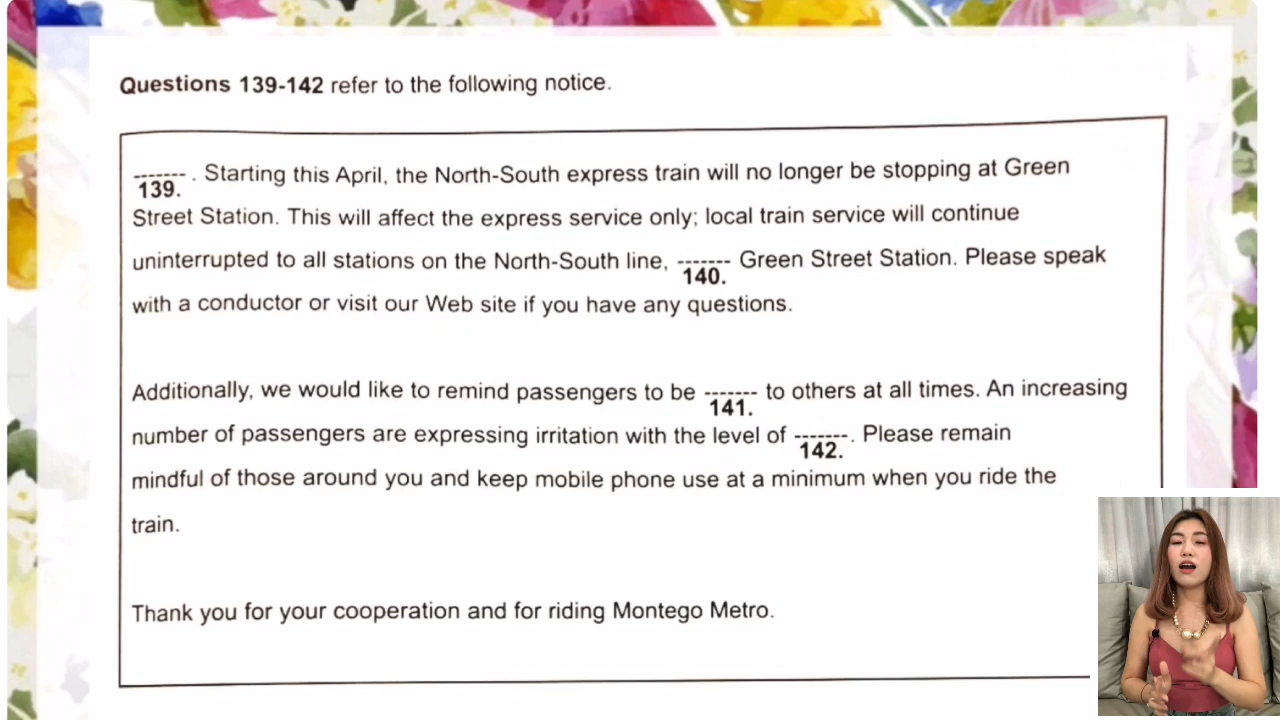 Questions 139-142 refer to the following notice.
------- . Starting this April, the North-South express train will no longer be stopping at Green
139.
Street Station. This will affect the express service only; local train service will continue
uninterrupted to all stations on the North-South line, ------- Green Street Station. Please speak
140.
with a conductor or visit our Web site if you have any questions.
Additionally, we would like to remind passengers to be ------- to others at all times. An increasing
141.
number of passengers are expressing irritation with the level of -------. Please remain
142.
mindful of those around you and keep mobile phone use at a minimum when you ride the
train.
Thank you for your cooperation and for riding Montego Metro.